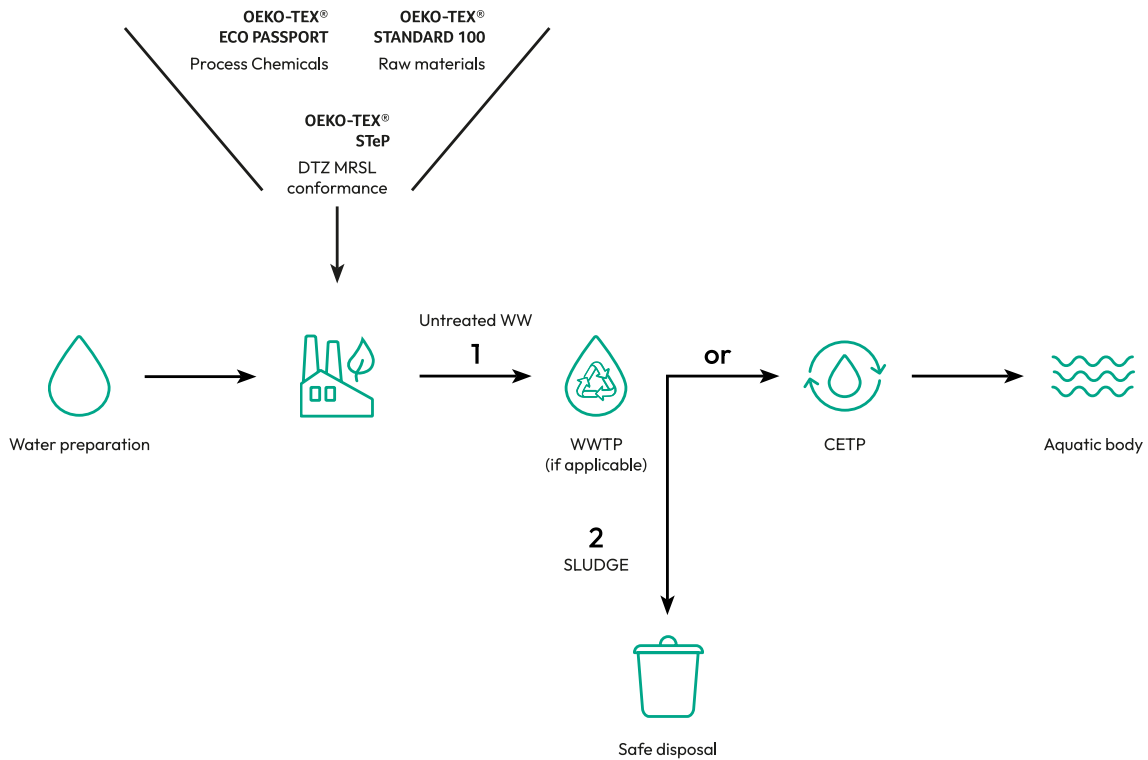 OEKO-TEX®
ECO PASSPORT
Process Chemicals
OEKO-TEX®
STANDARD 100
Raw materials
OEKO-TEX®
STeP
DTZ MRSL
conformance
Untreated WW
1
or
Water preparation
WWTP
(if applicable)
CETP
Aquatic body
2
SLUDGE
Safe disposal